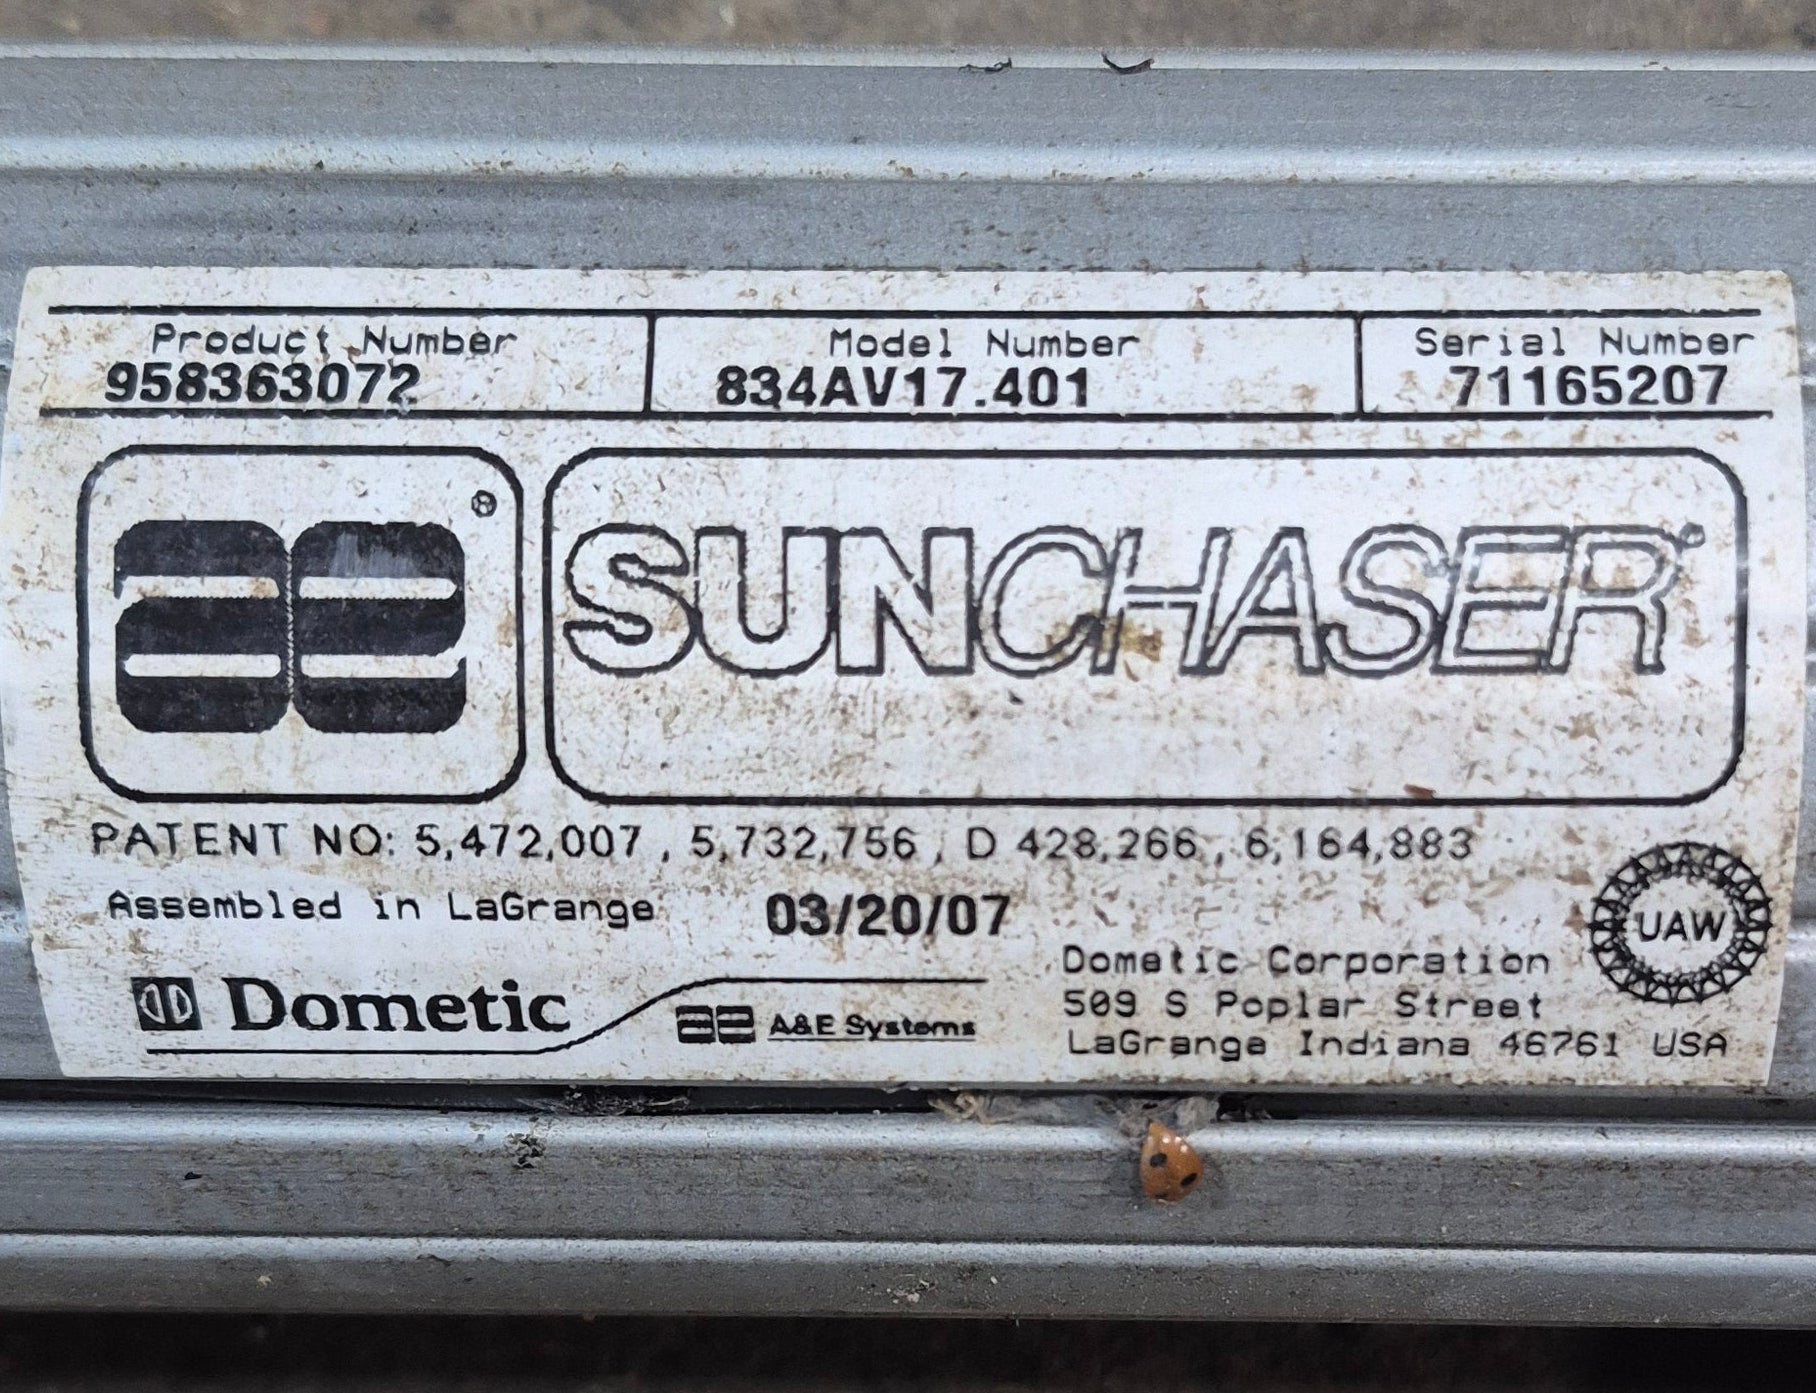 Product Number Model Number Serial Number
958363072 834AV17.401 71165207
ae® SUNCHASER®
PATENT NO: 5,472,007 , 5,732,756 , D 428,266 , 6,164,883
Assembled in LaGrange 03/20/07
UAW
Dometic ae A&E Systems
Dometic Corporation
509 S Poplar Street
LaGrange Indiana 46761 USA